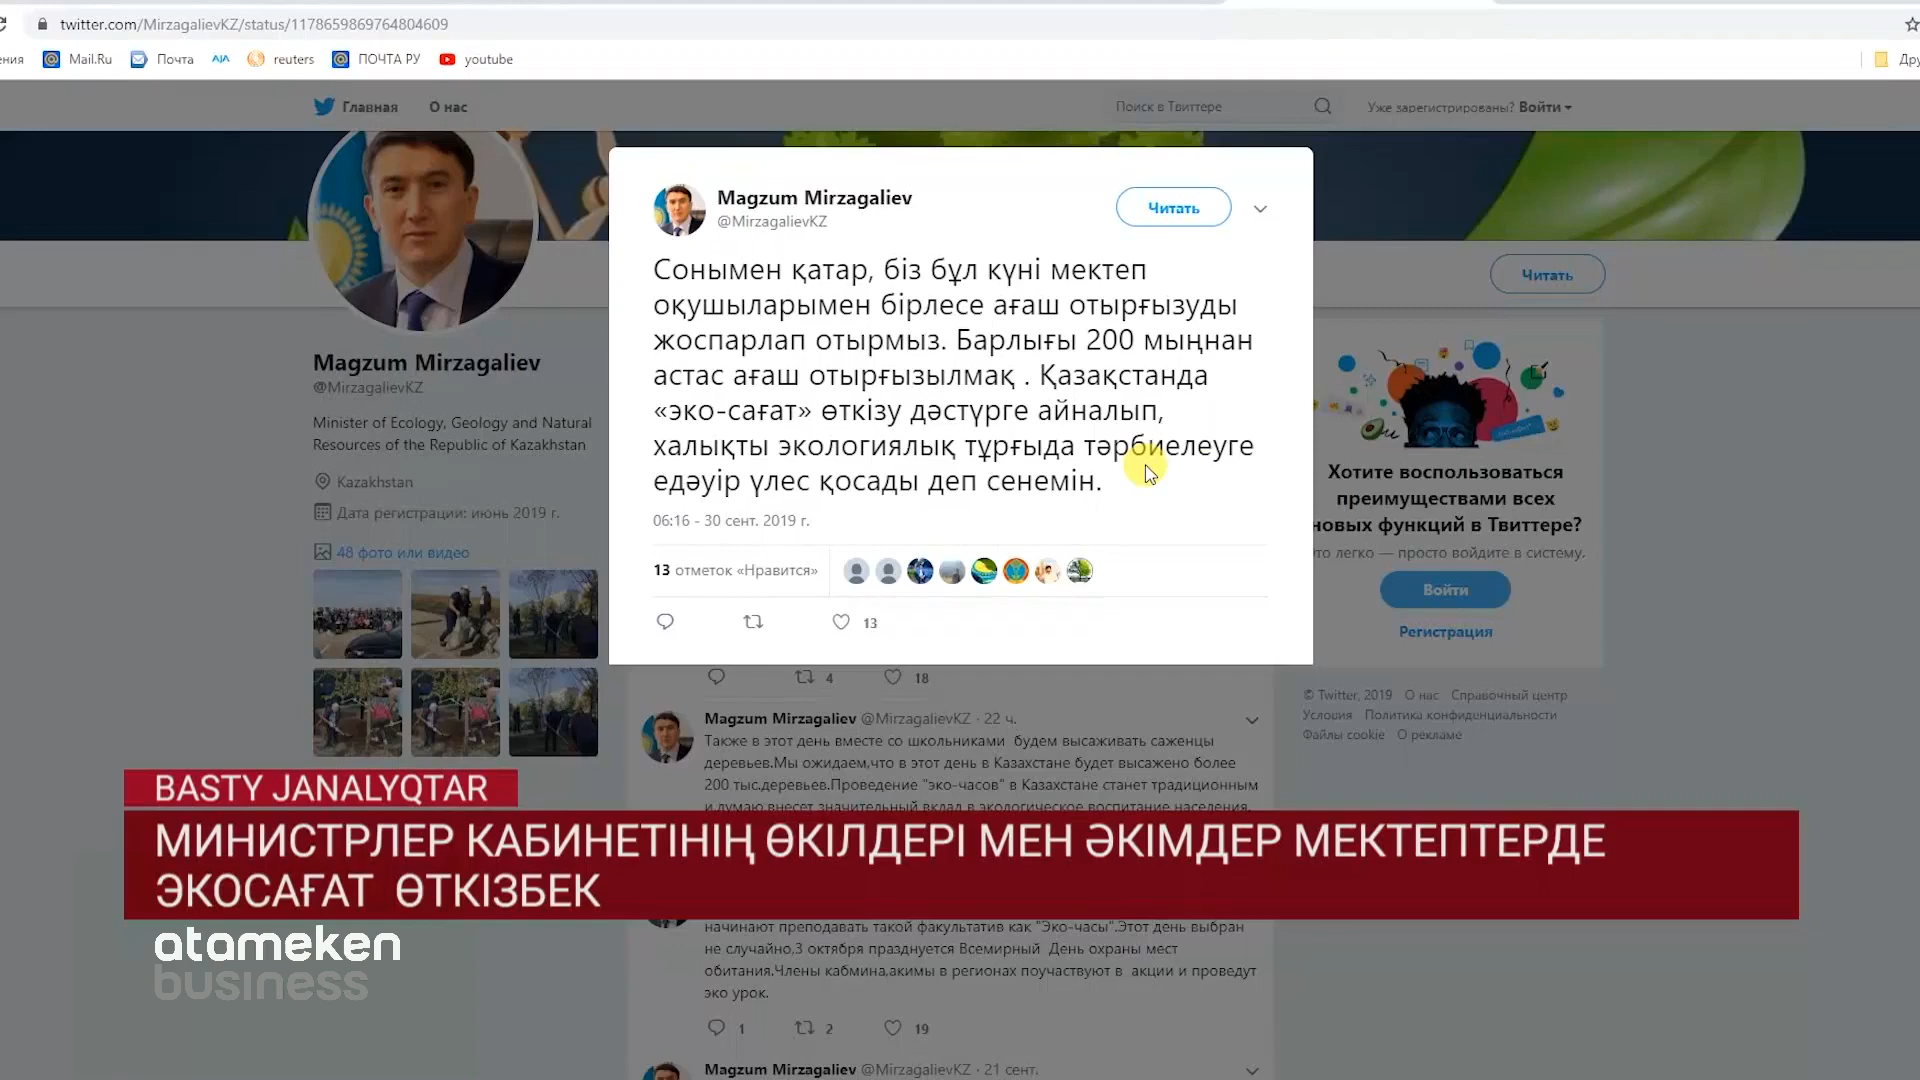 twitter.com/MirzagalievKZ/status/1178659869764804609
ения Mail.Ru Почта reuters ПОЧТА РУ youtube Дру
Главная О нас Поиск в Твиттере Уже зарегистрированы? Войти
Magzum Mirzagaliev
@MirzagalievKZ
Читать
Сонымен қатар, біз бұл күні мектеп
оқушыларымен бірлесе ағаш отырғызуды
жоспарлап отырмыз. Барлығы 200 мыңнан
астас ағаш отырғызылмақ . Қазақстанда
«эко-сағат» өткізу дәстүрге айналып,
халықты экологиялық тұрғыда тәрбиелеуге
едәуір үлес қосады деп сенемін.
06:16 - 30 сент. 2019 г.
13 отметок «Нравится»
13
Читать
Magzum Mirzagaliev
@MirzagalievKZ
Minister of Ecology, Geology and Natural
Resources of the Republic of Kazakhstan
Kazakhstan
Дата регистрации: июнь 2019 г.
48 фото или видео
Хотите воспользоваться
преимуществами всех
новых функций в Твиттере?
Это легко — просто войдите в систему.
Войти
Регистрация
© Twitter, 2019 О нас Справочный центр
Условия Политика конфиденциальности
Файлы cookie О рекламе
4 18
Magzum Mirzagaliev @MirzagalievKZ · 22 ч.
Также в этот день вместе со школьниками будем высаживать саженцы
деревьев.Мы ожидаем,что в этот день в Казахстане будет высажено более
200 тыс.деревьев.Проведение "эко-часов" в Казахстане станет традиционным
и,думаю,внесет значительный вклад в экологическое воспитание населения.
BASTY JANALYQTAR
МИНИСТРЛЕР КАБИНЕТІНІҢ ӨКІЛДЕРІ МЕН ӘКІМДЕР МЕКТЕПТЕРДЕ
ЭКОСАҒАТ ӨТКІЗБЕК
atameken
business
начинают преподавать такой факультатив как "Эко-часы".Этот день выбран
не случайно,3 октября празднуется Всемирный День охраны мест
обитания.Члены кабмина,акимы в регионах поучаствуют в акции и проведут
эко урок.
1 2 19
Magzum Mirzagaliev @MirzagalievKZ · 21 сент.